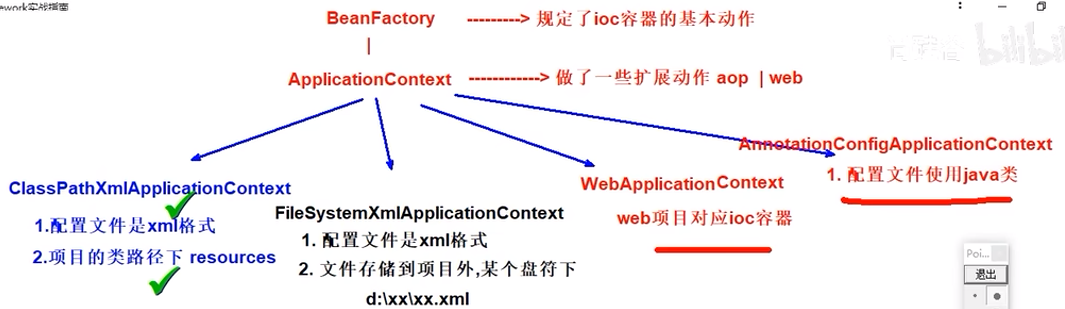 ework实战指南
BeanFactory ---------> 规定了ioc容器的基本动作
|
ApplicationContext ------------> 做了一些扩展动作 aop | web
bilibili
AnnotationConfigApplicationContext
1. 配置文件使用java类
ClassPathXmlApplicationContext
1.配置文件是xml格式
2.项目的类路径下 resources
FileSystemXmlApplicationContext
1. 配置文件是xml格式
2. 文件存储到项目外,某个盘符下
d:\xx\xx.xml
WebApplicationContext
web项目对应ioc容器
Poi...
退出